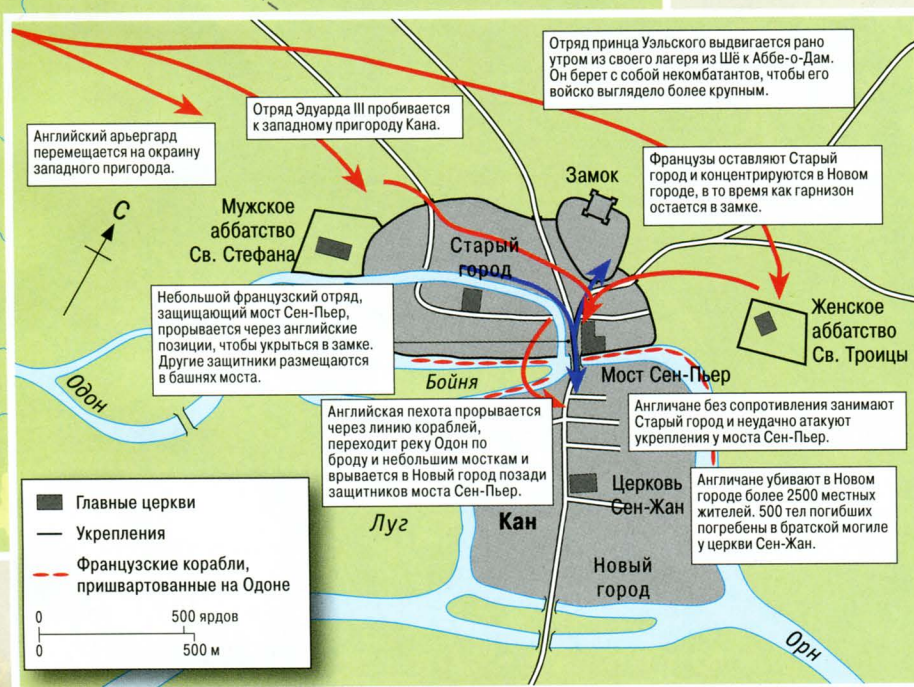 Отряд принца Уэльского выдвигается рано
утром из своего лагеря из Шё к Аббе-о-Дам.
Он берет с собой некомбатантов, чтобы его
войско выглядело более крупным.
Отряд Эдуарда III пробивается
к западному пригороду Кана.
Английский арьергард
перемещается на окраину
западного пригорода.
Французы оставляют Старый
город и концентрируются в Новом
городе, в то время как гарнизон
остается в замке.
Замок
С
Мужское
аббатство
Св. Стефана
Старый
город
Небольшой французский отряд,
защищающий мост Сен-Пьер,
прорывается через английские
позиции, чтобы укрыться в замке.
Другие защитники размещаются
в башнях моста.
Женское
аббатство
Св. Троицы
Одон
Бойня
Мост Сен-Пьер
Английская пехота прорывается
через линию кораблей,
переходит реку Одон по
броду и небольшим мосткам и
врывается в Новый город позади
защитников моста Сен-Пьер.
Англичане без сопротивления занимают
Старый город и неудачно атакуют
укрепления у моста Сен-Пьер.
Англичане убивают в Новом
городе более 2500 местных
жителей. 500 тел погибших
погребены в братской могиле
у церкви Сен-Жан.
Церковь
Сен-Жан
Луг
Кан
Новый
город
Орн
Главные церкви
Укрепления
Французские корабли,
пришвартованные на Одоне
0 500 ярдов
0 500 м